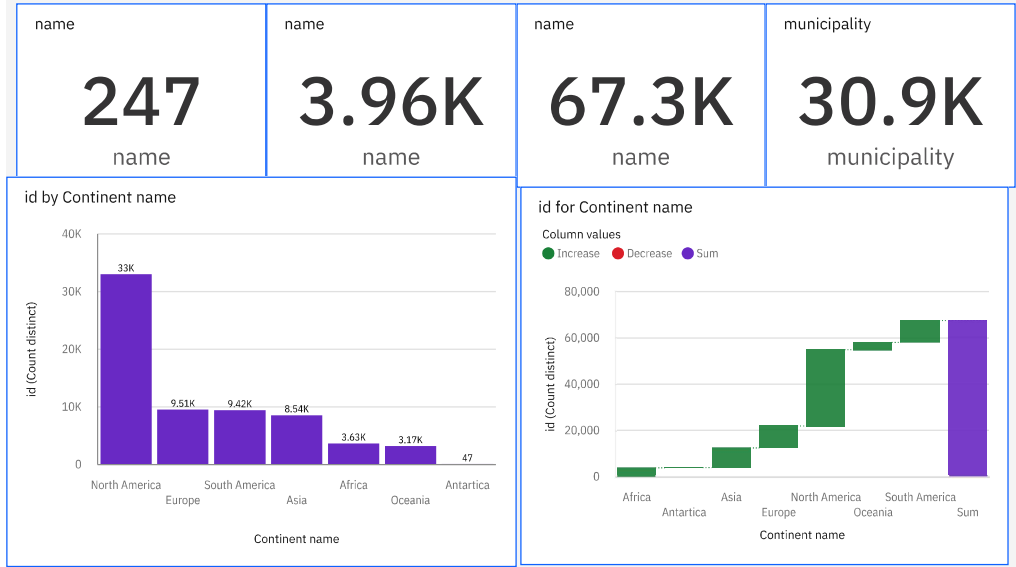 name
247
name
name
3.96K
name
name
67.3K
name
municipality
30.9K
municipality
id by Continent name
id (Count distinct)
40K
30K
20K
10K
0
33K
9.51K
9.42K
8.54K
3.63K
3.17K
47
North America
Europe
South America
Asia
Africa
Oceania
Antartica
Continent name
id for Continent name
Column values
Increase
Decrease
Sum
id (Count distinct)
80,000
60,000
40,000
20,000
0
Africa
Antartica
Asia
Europe
North America
Oceania
South America
Sum
Continent name